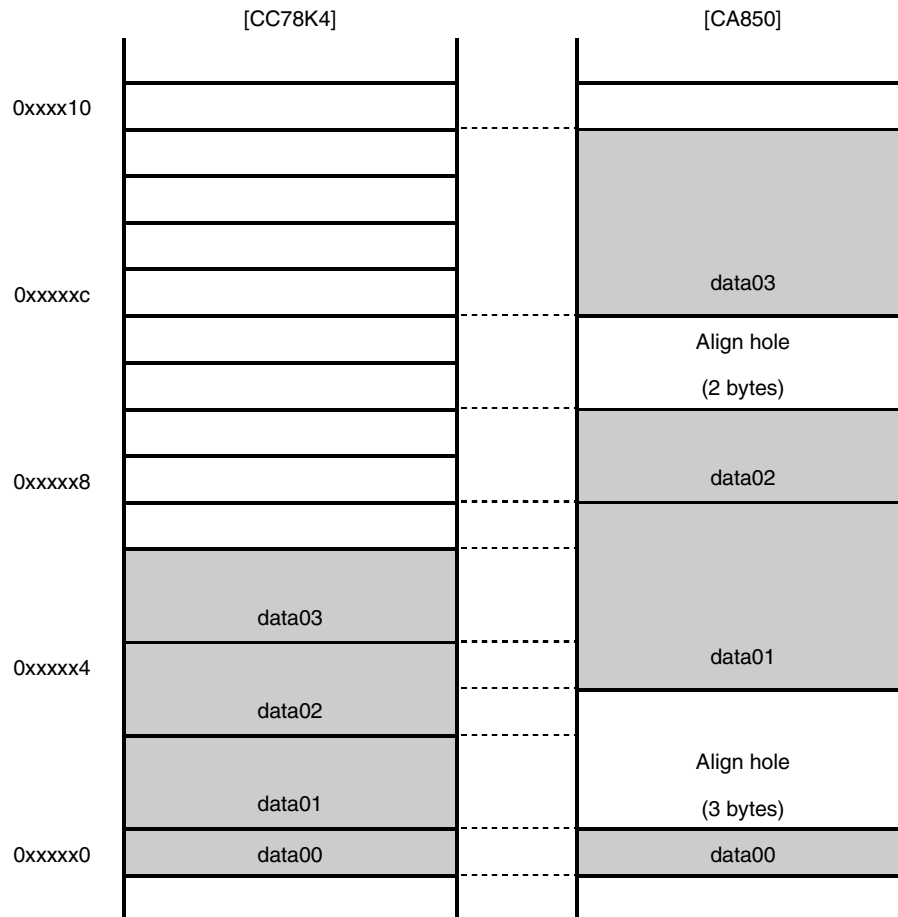 [CC78K4] [CA850]
0xxxx10
data03
0xxxxxc
Align hole
(2 bytes)
data02
0xxxxx8
data03
data01
0xxxxx4
data02
Align hole
data01
(3 bytes)
0xxxxx0 data00 data00